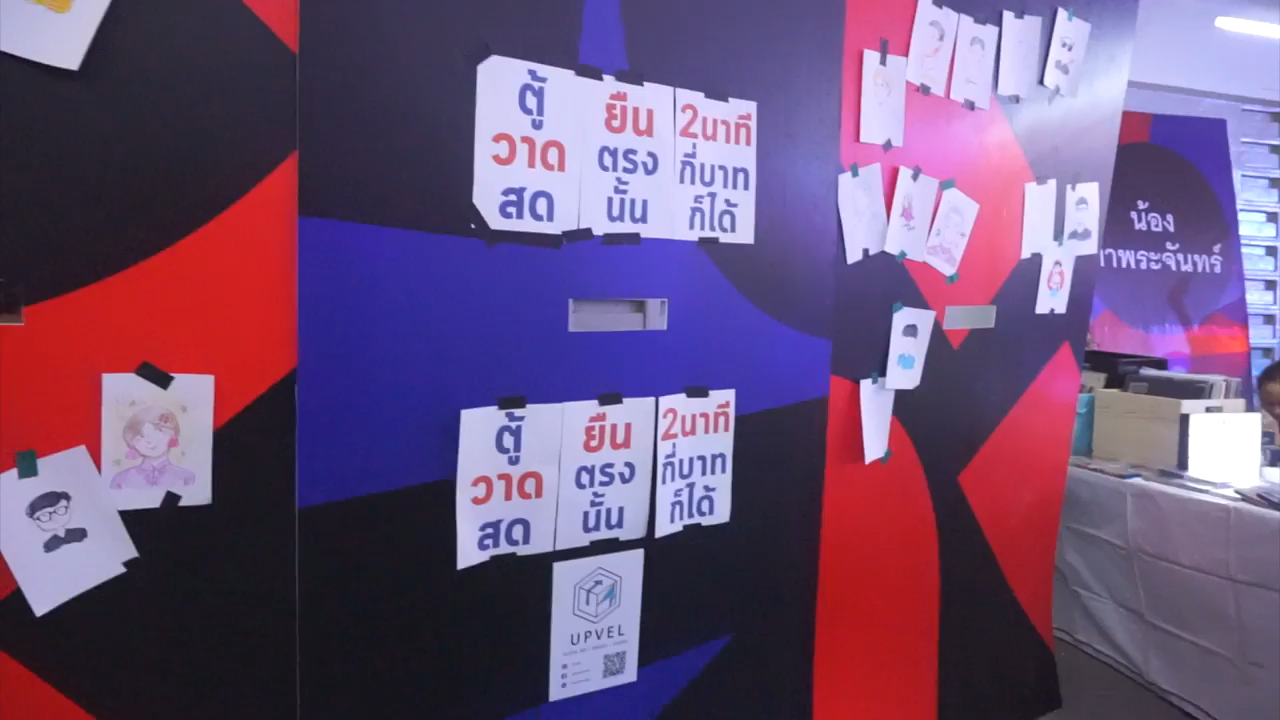 ตู้
วาด
สด
ยืน
ตรง
นั้น
2นาที
กี่บาท
ก็ได้
น้อง
าพระจันทร์
ตู้
วาด
สด
ยืน
ตรง
นั้น
2นาที
กี่บาท
ก็ได้
UPVEL